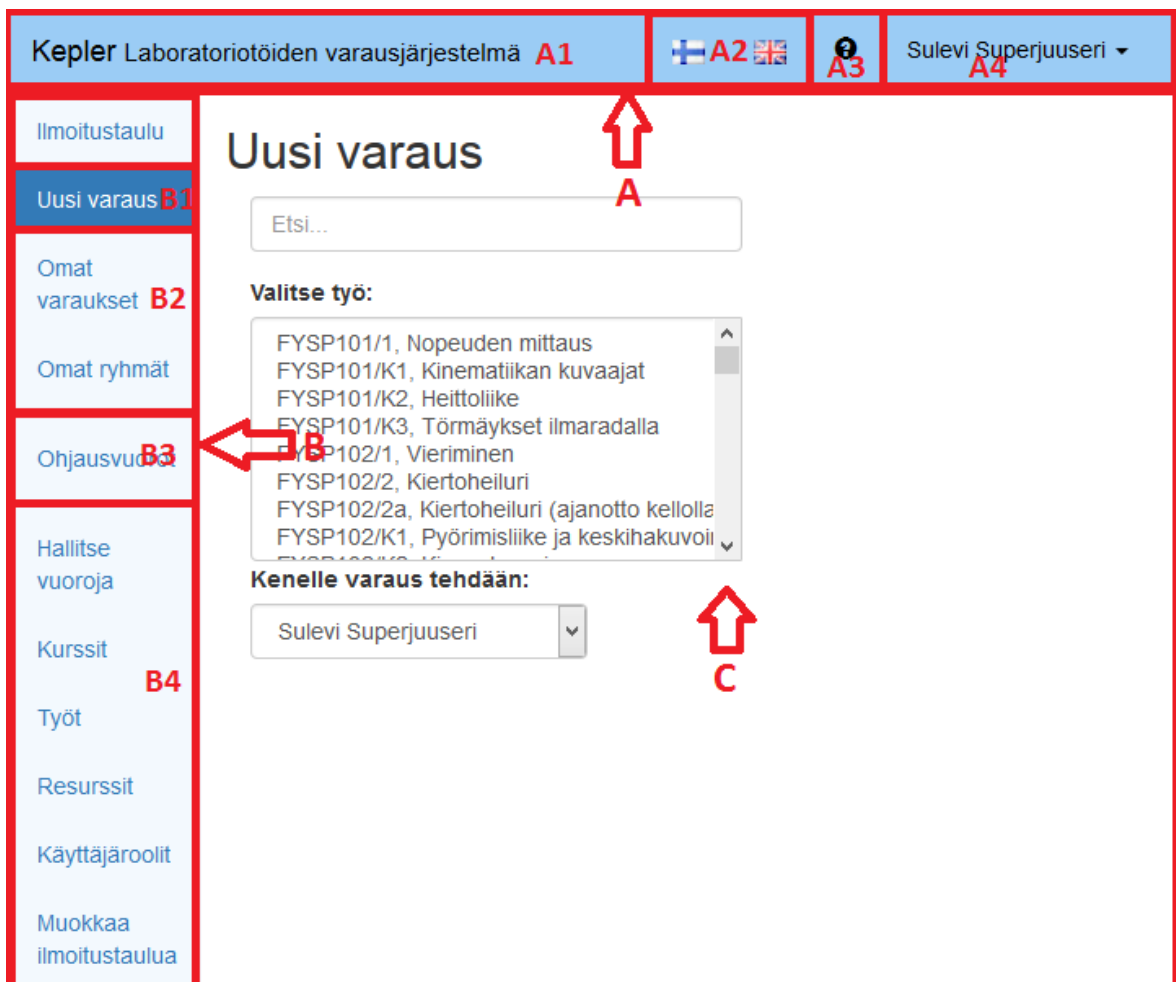 Kepler Laboratoriotöiden varausjärjestelmä A1 A2 A3 Sulevi Superjuuseri A4
Ilmoitustaulu
Uusi varaus B1
Omat
varaukset B2
Omat ryhmät
Ohjausvuorot B3
Hallitse
vuoroja
Kurssit
B4
Työt
Resurssit
Käyttäjäroolit
Muokkaa
ilmoitustaulua
A
B
Uusi varaus
Etsi...
Valitse työ:
FYSP101/1, Nopeuden mittaus
FYSP101/K1, Kinematiikan kuvaajat
FYSP101/K2, Heittoliike
FYSP101/K3, Törmäykset ilmaradalla
FYSP102/1, Vieriminen
FYSP102/2, Kiertoheiluri
FYSP102/2a, Kiertoheiluri (ajanotto kellolla
FYSP102/K1, Pyörimisliike ja keskihakuvoi
Kenelle varaus tehdään:
Sulevi Superjuuseri
C